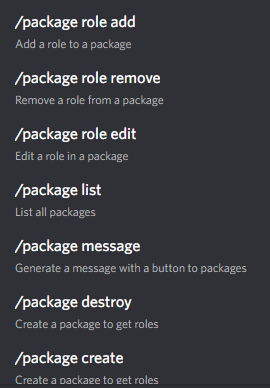 /package role add
Add a role to a package
/package role remove
Remove a role from a package
/package role edit
Edit a role in a package
/package list
List all packages
/package message
Generate a message with a button to packages
/package destroy
Create a package to get roles
/package create
Create a package to get roles